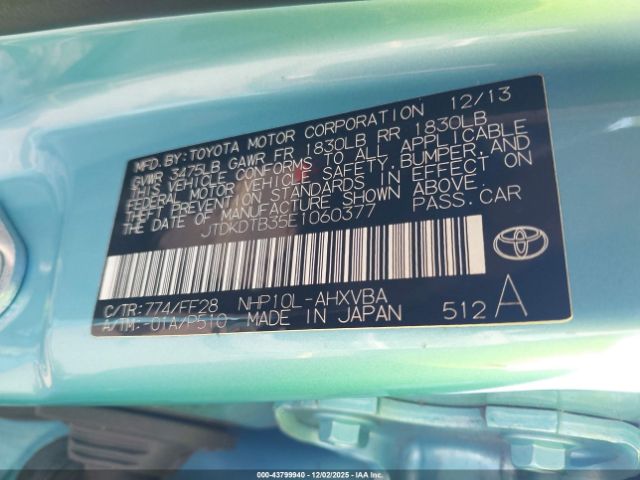 MFD. BY: TOYOTA MOTOR CORPORATION 12/13
GVWR 3475LB GAWR FR 1830LB RR 1830LB
THIS VEHICLE CONFORMS TO ALL APPLICABLE
FEDERAL MOTOR VEHICLE SAFETY, BUMPER, AND
THEFT PREVENTION STANDARDS IN EFFECT ON
THE DATE OF MANUFACTURE SHOWN ABOVE.
JTDKDTB35E1060377 PASS. CAR
C/TR: 774/FF28 NHP10L-AHXVBA
A/TM: -01A/P510 MADE IN JAPAN 512 A
000-43799940 - 12/02/2025 - IAA Vehicles